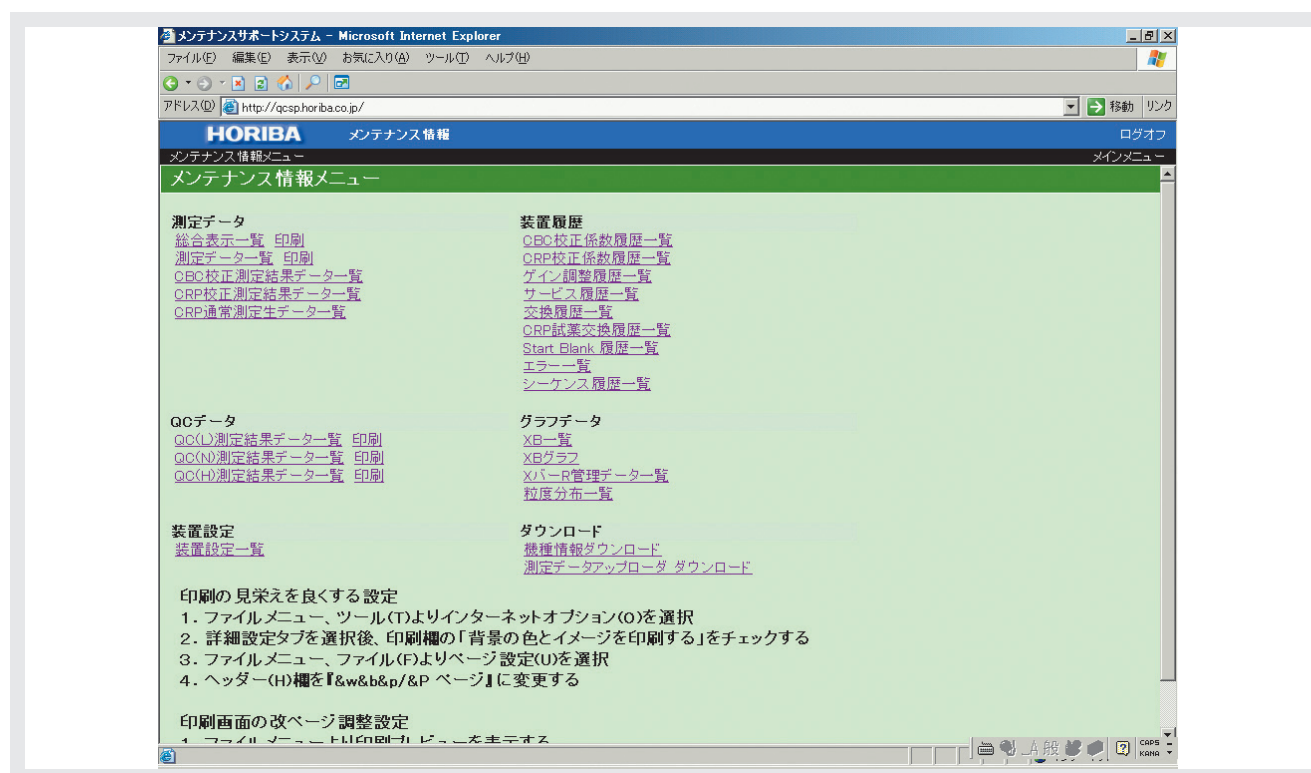 メンテナンスサポートシステム - Microsoft Internet Explorer
ファイル(F) 編集(E) 表示(V) お気に入り(A) ツール(T) ヘルプ(H)
アドレス(D) http://qcsp.horiba.co.jp/ 移動 リンク
HORIBA メンテナンス情報 ログオフ
メンテナンス情報メニュー メインメニュー
メンテナンス情報メニュー
測定データ
総合表示一覧 印刷
測定データ一覧 印刷
CBC校正測定結果データ一覧
CRP校正測定結果データ一覧
CRP通常測定生データ一覧
装置履歴
CBC校正係数履歴一覧
CRP校正係数履歴一覧
ゲイン調整履歴一覧
サービス履歴一覧
交換履歴一覧
CRP試薬交換履歴一覧
Start Blank 履歴一覧
エラー一覧
シーケンス履歴一覧
QCデータ
QC(L)測定結果データ一覧 印刷
QC(N)測定結果データ一覧 印刷
QC(H)測定結果データ一覧 印刷
グラフデータ
XB一覧
XBグラフ
XバーR管理データ一覧
粒度分布一覧
装置設定
装置設定一覧
ダウンロード
機種情報ダウンロード
測定データアップローダ ダウンロード
印刷の見栄えを良くする設定
1. ファイルメニュー、ツール(T)よりインターネットオプション(O)を選択
2. 詳細設定タブを選択後、印刷欄の「背景の色とイメージを印刷する」をチェックする
3. ファイルメニュー、ファイル(F)よりページ設定(U)を選択
4. ヘッダー(H)欄を『&w&b&p/&P ページ』に変更する
印刷画面の改ページ調整設定
1. ファイルメニューより印刷プレビューを表示する
A 般 CAPS
KANA